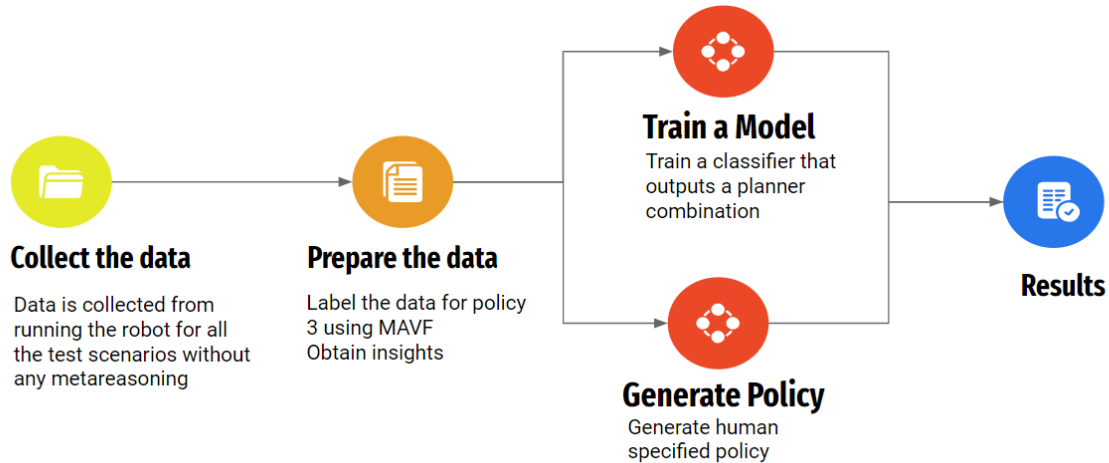 Collect the data
Data is collected from
running the robot for all
the test scenarios without
any metareasoning
Prepare the data
Label the data for policy
3 using MAVF
Obtain insights
Train a Model
Train a classifier that
outputs a planner
combination
Generate Policy
Generate human
specified policy
Results